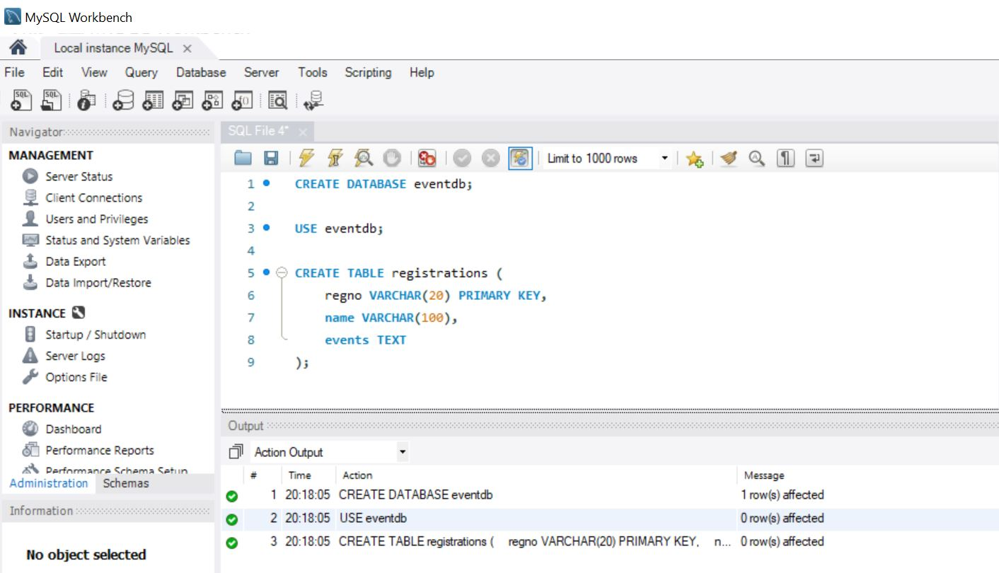 MySQL Workbench
Local instance MySQL
File Edit View Query Database Server Tools Scripting Help
Navigator
SQL File 4*
MANAGEMENT
Server Status
Client Connections
Users and Privileges
Status and System Variables
Data Export
Data Import/Restore
INSTANCE
Startup / Shutdown
Server Logs
Options File
PERFORMANCE
Dashboard
Performance Reports
Performance Schema Setup
Administration Schemas
Information
No object selected
Limit to 1000 rows
1 CREATE DATABASE eventdb;
2
3 USE eventdb;
4
5 CREATE TABLE registrations (
6 regno VARCHAR(20) PRIMARY KEY,
7 name VARCHAR(100),
8 events TEXT
9 );
Output
Action Output
# Time Action Message
1 20:18:05 CREATE DATABASE eventdb 1 row(s) affected
2 20:18:05 USE eventdb 0 row(s) affected
3 20:18:05 CREATE TABLE registrations ( regno VARCHAR(20) PRIMARY KEY, n... 0 row(s) affected